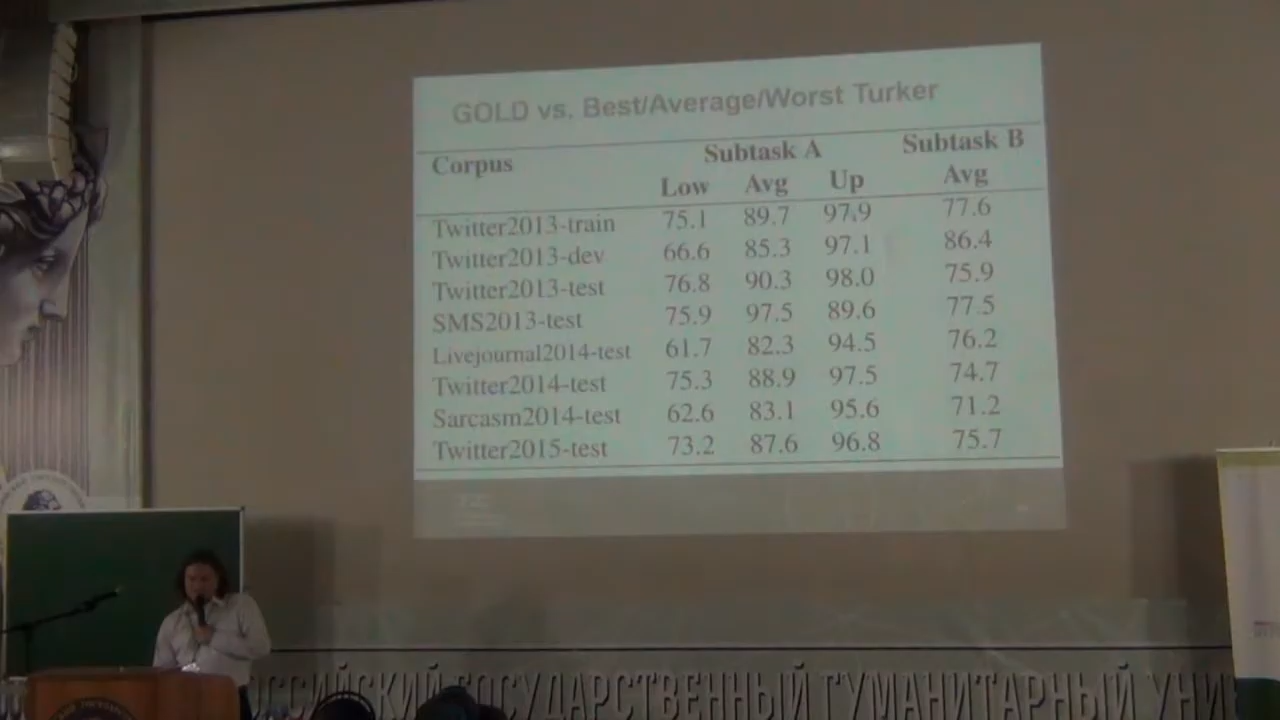 GOLD vs. Best/Average/Worst Turker
Corpus Subtask A Subtask B
Low Avg Up Avg
Twitter2013-train 75.1 89.7 97.9 77.6
Twitter2013-dev 66.6 85.3 97.1 86.4
Twitter2013-test 76.8 90.3 98.0 75.9
SMS2013-test 75.9 97.5 89.6 77.5
Livejournal2014-test 61.7 82.3 94.5 76.2
Twitter2014-test 75.3 88.9 97.5 74.7
Sarcasm2014-test 62.6 83.1 95.6 71.2
Twitter2015-test 73.2 87.6 96.8 75.7
ОССИЙСКИЙ ГОСУДАРСТВЕННЫЙ ГУМАНИТАРНЫЙ УНИ